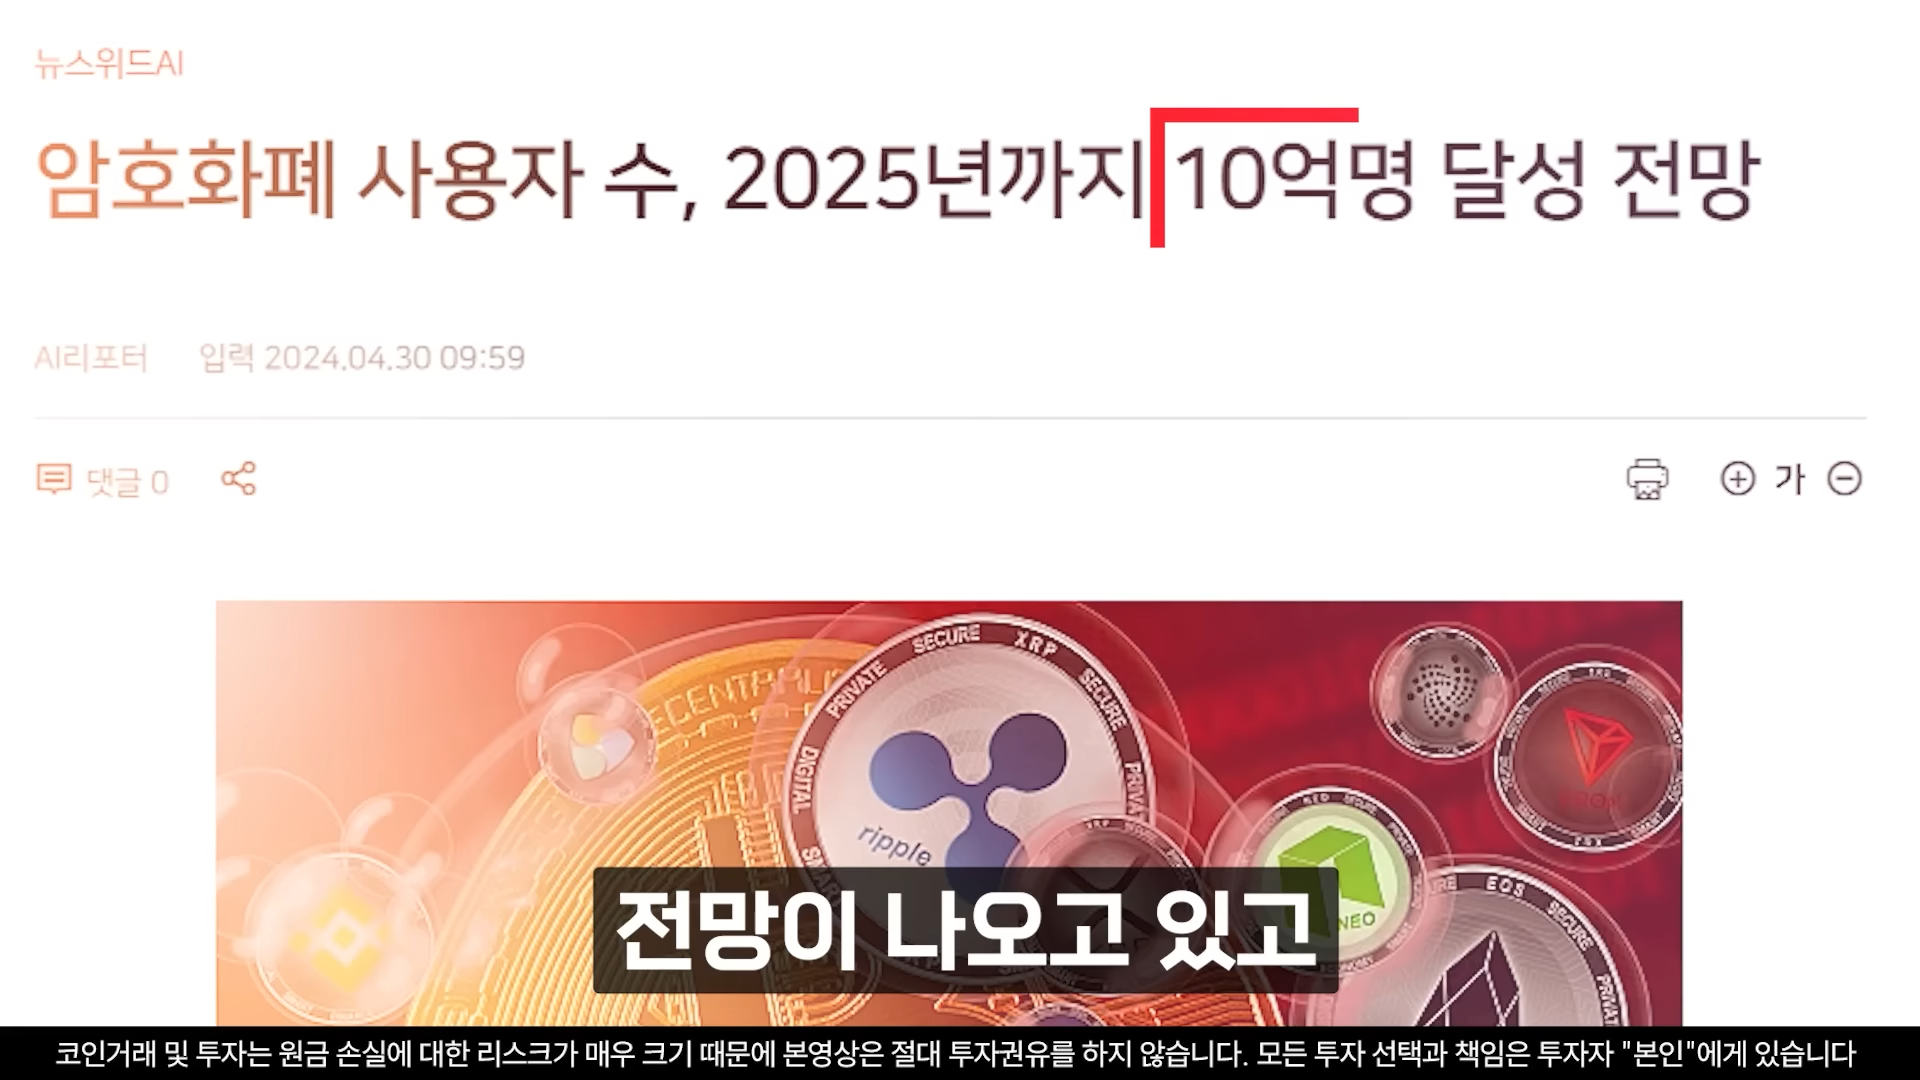 뉴스위드AI
암호화폐 사용자 수, 2025년까지 10억명 달성 전망
AI리포터 입력 2024.04.30 09:59
댓글 0
가
SECURE XRP SECURE
PRIVATE
DIGITAL
ripple
NEO
EOS
SECURE
전망이 나오고 있고
코인거래 및 투자는 원금 손실에 대한 리스크가 매우 크기 때문에 본영상은 절대 투자권유를 하지 않습니다. 모든 투자 선택과 책임은 투자자 "본인"에게 있습니다